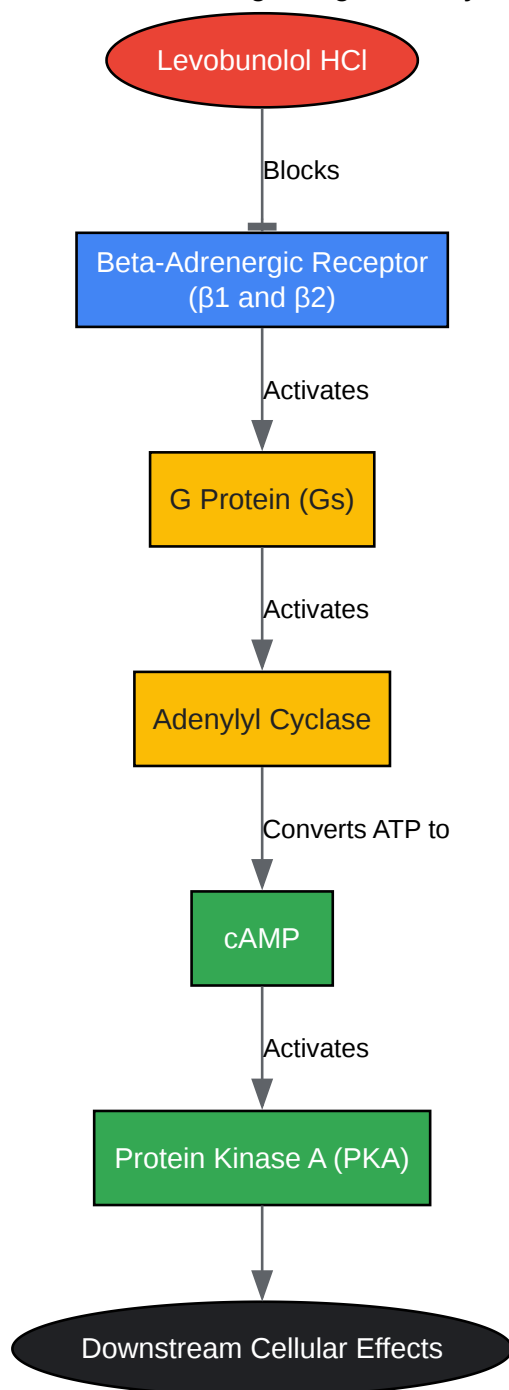 Levobunolol HCl
Blocks
Beta-Adrenergic Receptor
(β1 and β2)
Activates
G Protein (Gs)
Activates
Adenylyl Cyclase
Converts ATP to
cAMP
Activates
Protein Kinase A (PKA)
Downstream Cellular Effects